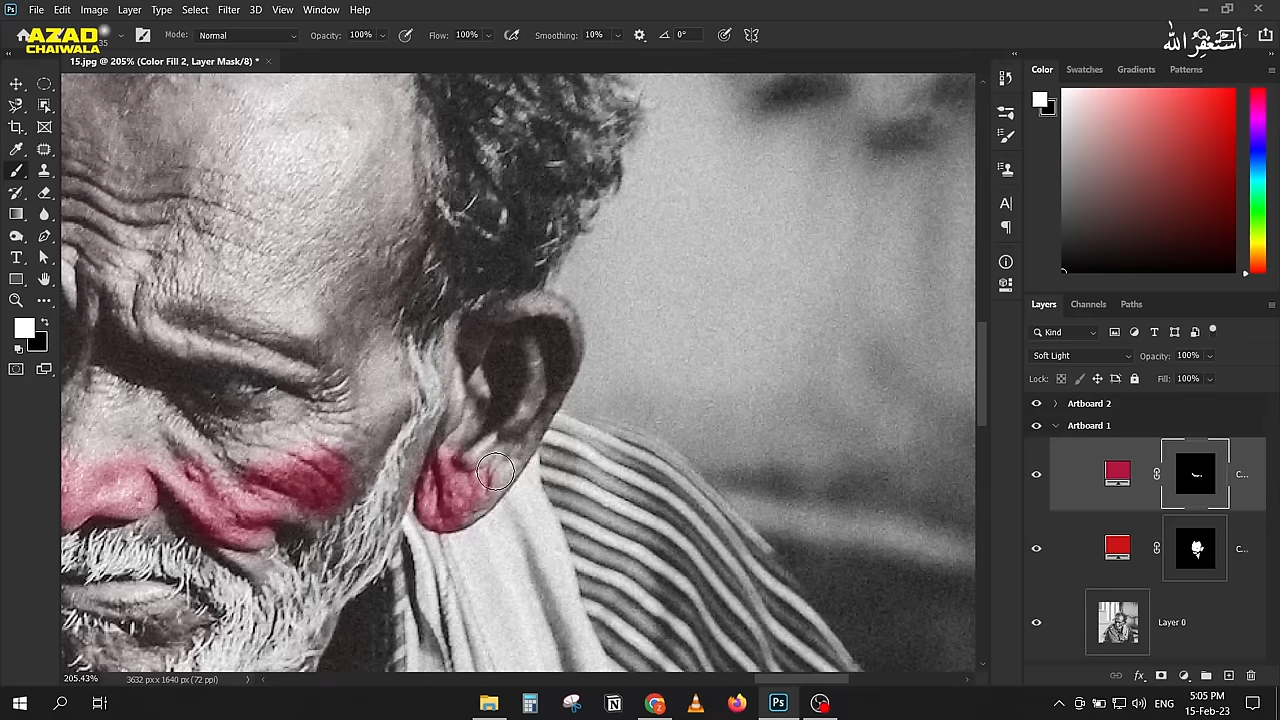 File Edit Image Layer Type Select Filter 3D View Window Help
AZAD
CHAIWALA
35
Mode: Normal Opacity: 100% Flow: 100% Smoothing: 10% 0°
أستغفر الله
15.jpg @ 205% (Color Fill 2, Layer Mask/8) *
Color Swatches Gradients Patterns
Layers Channels Paths
Kind
Soft Light Opacity: 100%
Lock: Fill: 100%
Artboard 2
Artboard 1
C...
C...
Layer 0
205.43% 3632 px x 1640 px (72 ppi)
ENG
5:05 PM
15-Feb-23